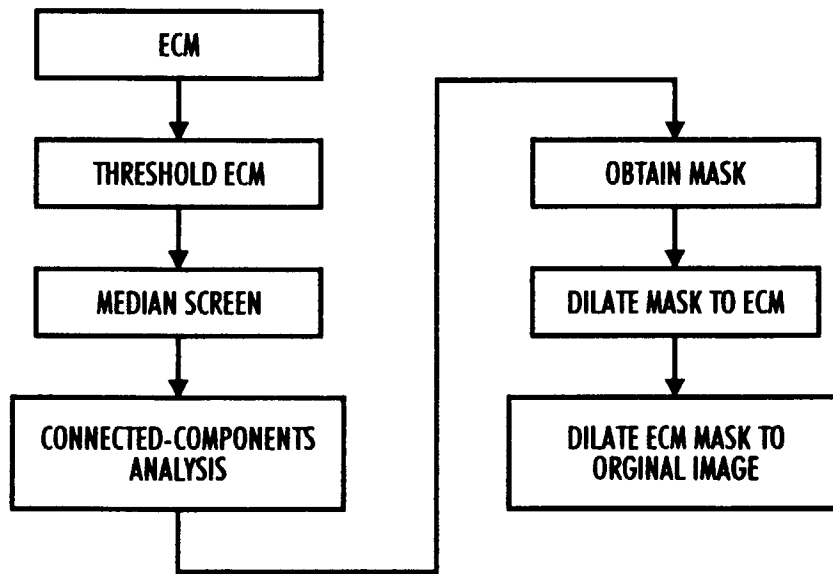 ECM
THRESHOLD ECM
MEDIAN SCREEN
CONNECTED-COMPONENTS
ANALYSIS
OBTAIN MASK
DILATE MASK TO ECM
DILATE ECM MASK TO
ORGINAL IMAGE